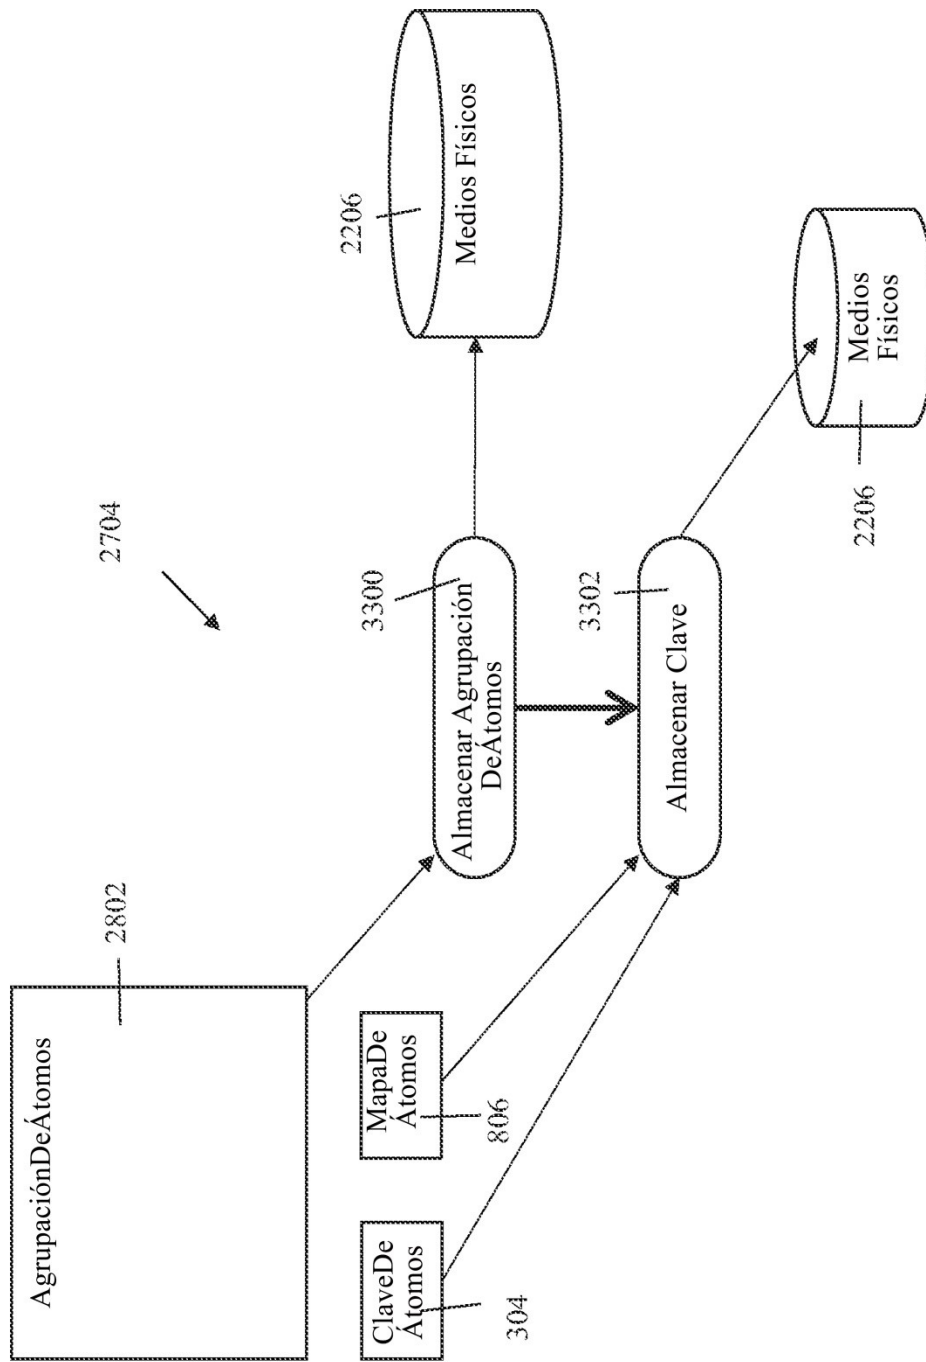 2704
AgrupaciónDeÁtomos
2802
ClaveDe
Átomos
304
MapaDe
Átomos
806
Almacenar Agrupación
DeÁtomos
3300
Medios Físicos
2206
Almacenar Clave
3302
Medios
Físicos
2206